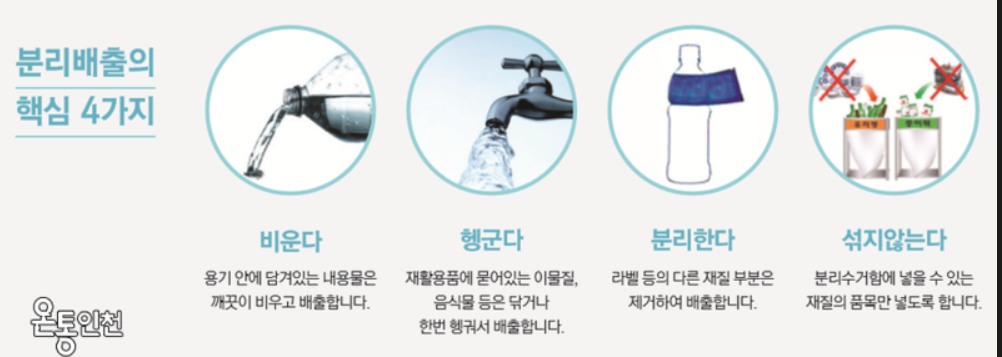 분리배출의
핵심 4가지
비운다
용기 안에 담겨있는 내용물은
깨끗이 비우고 배출합니다.
헹군다
재활용품에 묻어있는 이물질,
음식물 등은 닦거나
한번 헹궈서 배출합니다.
분리한다
라벨 등의 다른 재질 부분은
제거하여 배출합니다.
섞지않는다
분리수거함에 넣을 수 있는
재질의 품목만 넣도록 합니다.
온통인천